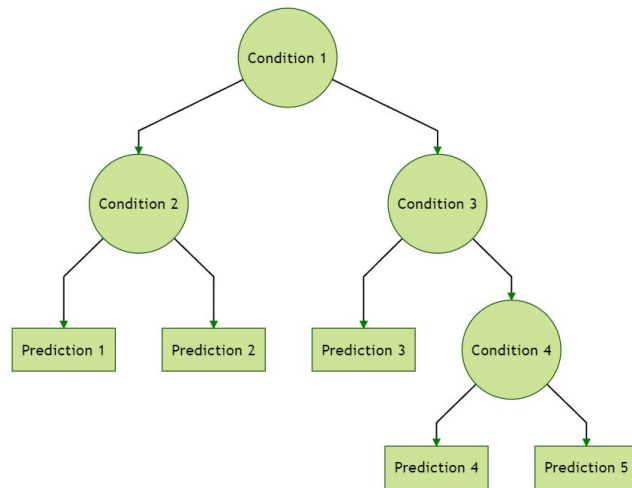 Condition 1
Condition 2
Condition 3
Prediction 1
Prediction 2
Prediction 3
Condition 4
Prediction 4
Prediction 5